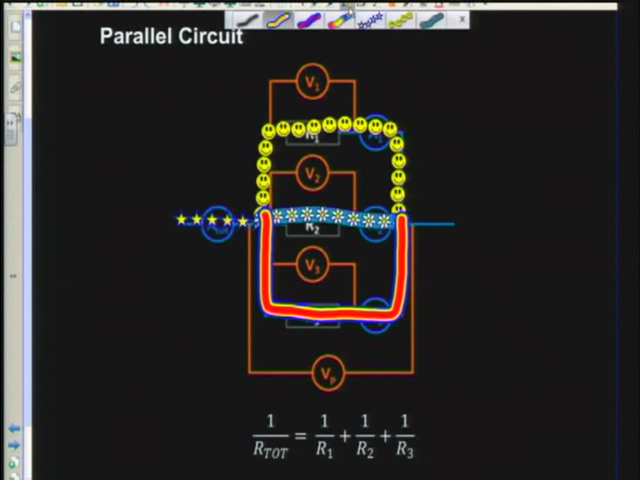 Parallel Circuit
V1
R1
V2
R2
V3
Vp
1/RTOT = 1/R1 + 1/R2 + 1/R3